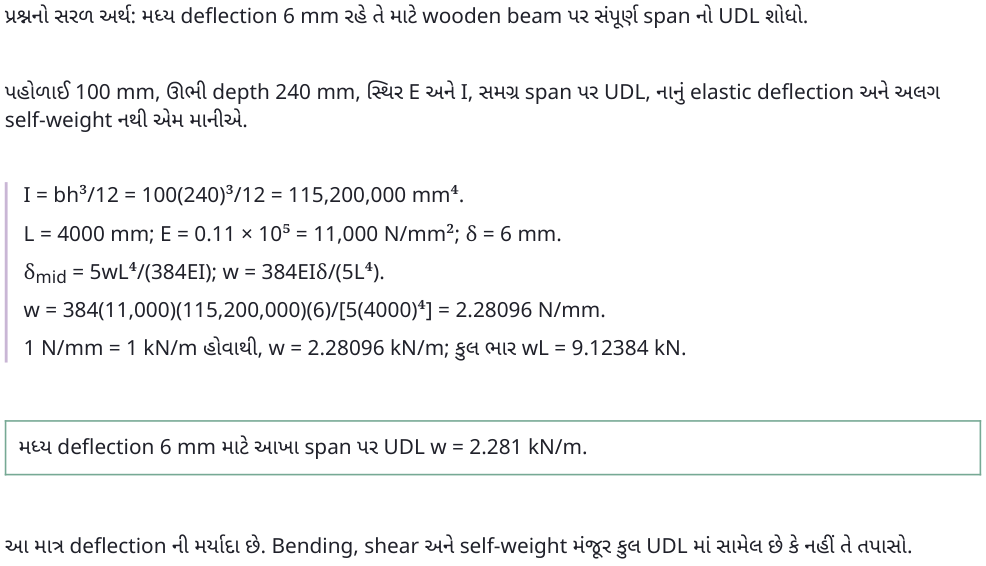 પ્રશ્નનો સરળ અર્થ: મધ્ય deflection 6 mm રહે તે માટે wooden beam પર સંપૂર્ણ span નો UDL શોધો.
પહોળાઈ 100 mm, ઊભી depth 240 mm, સ્થિર E અને I, સમગ્ર span પર UDL, નાનું elastic deflection અને અલગ
self-weight નથી એમ માનીએ.
I = bh³/12 = 100(240)³/12 = 115,200,000 mm⁴.
L = 4000 mm; E = 0.11 × 10⁵ = 11,000 N/mm²; δ = 6 mm.
δmid = 5wL⁴/(384EI); w = 384EIδ/(5L⁴).
w = 384(11,000)(115,200,000)(6)/[5(4000)⁴] = 2.28096 N/mm.
1 N/mm = 1 kN/m હોવાથી, w = 2.28096 kN/m; કુલ ભાર wL = 9.12384 kN.
મધ્ય deflection 6 mm માટે આખા span પર UDL w = 2.281 kN/m.
આ માત્ર deflection ની મર્યાદા છે. Bending, shear અને self-weight મંજૂર કુલ UDL માં સામેલ છે કે નહીં તે તપાસો.